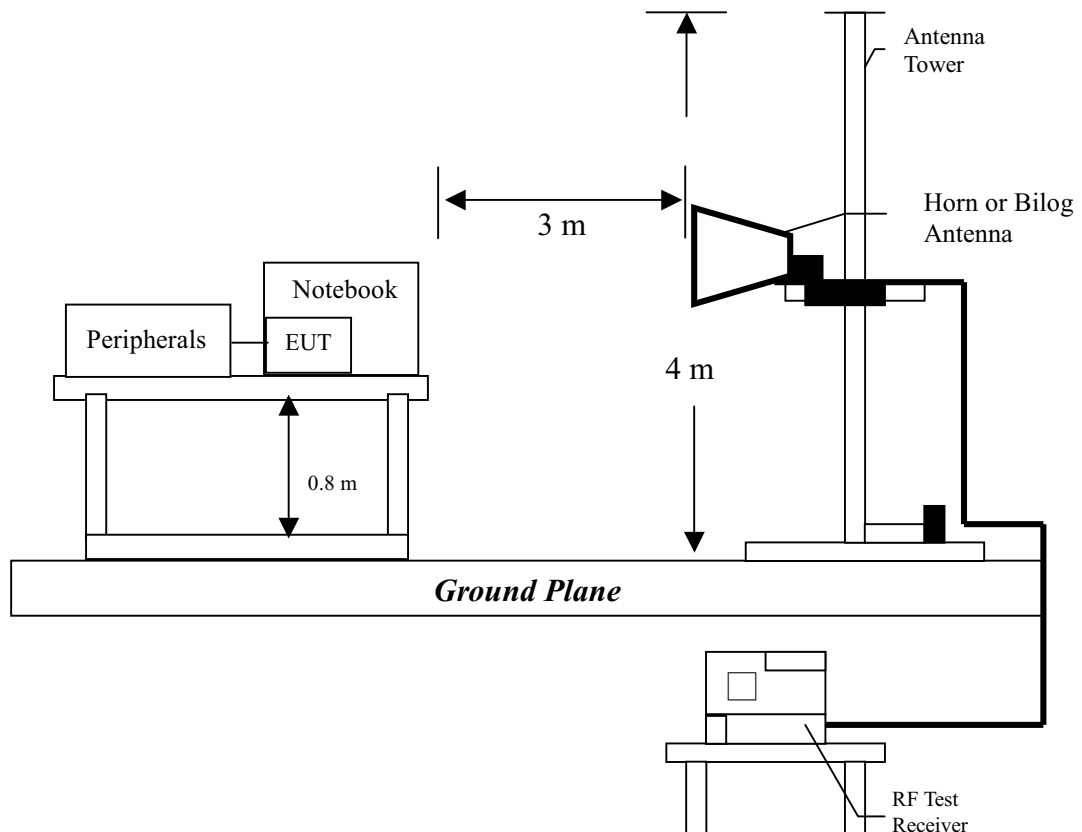 Antenna
Tower
3 m
Horn or Bilog
Antenna
Notebook
Peripherals
EUT
4 m
0.8 m
Ground Plane
RF Test
Receiver